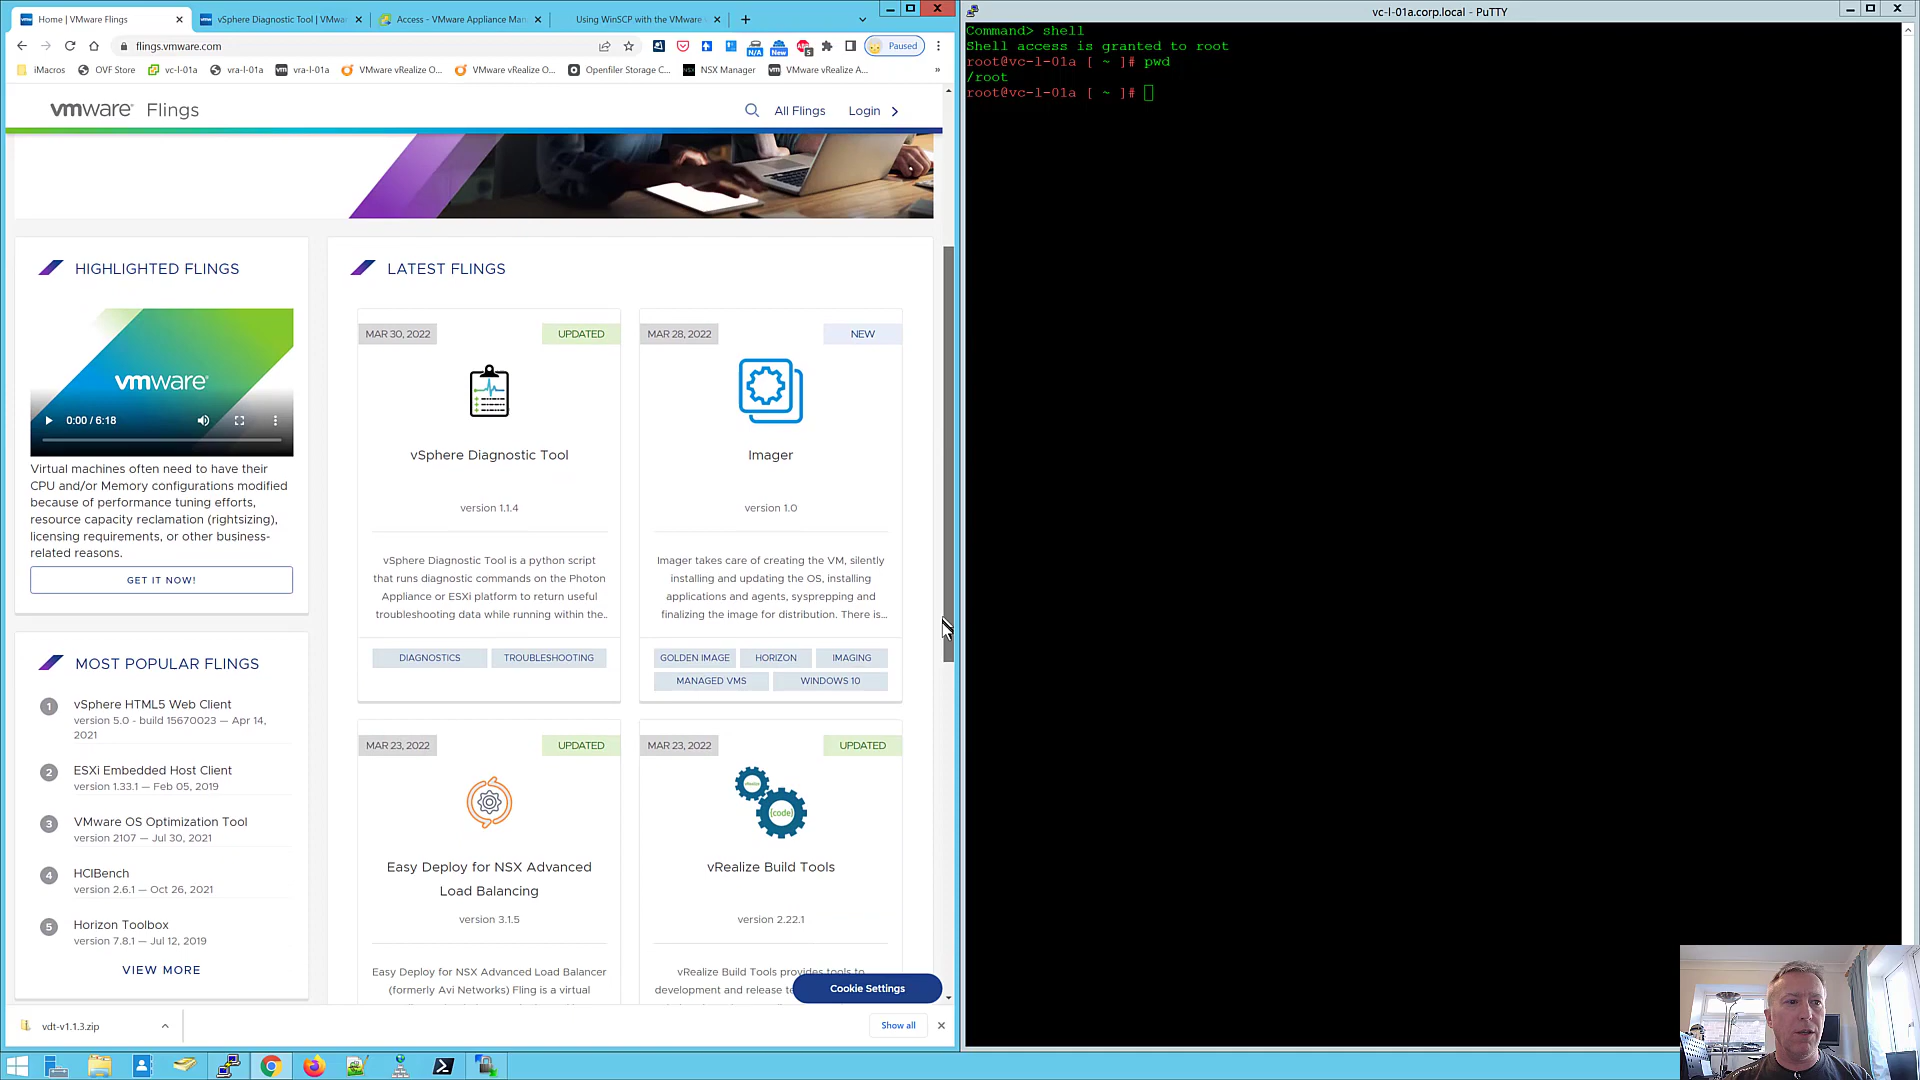 Home | VMware Flings
vSphere Diagnostic Tool | VMwa
Access - VMware Appliance Man
Using WinSCP with the VMware
flings.vmware.com
N/A
New
5
Paused
iMacros
OVF Store
vc-l-01a
vra-l-01a
vra-l-01a
VMware vRealize O...
VMware vRealize O...
Openfiler Storage C...
NSX Manager
VMware vRealize A...
»
vmware Flings
All Flings
Login
HIGHLIGHTED FLINGS
vmware
0:00 / 6:18
Virtual machines often need to have their
CPU and/or Memory configurations modified
because of performance tuning efforts,
resource capacity reclamation (rightsizing),
licensing requirements, or other business-
related reasons.
GET IT NOW!
MOST POPULAR FLINGS
1
vSphere HTML5 Web Client
version 5.0 - build 15670023 — Apr 14,
2021
2
ESXi Embedded Host Client
version 1.33.1 — Feb 05, 2019
3
VMware OS Optimization Tool
version 2107 — Jul 30, 2021
4
HCIBench
version 2.6.1 — Oct 26, 2021
5
Horizon Toolbox
version 7.8.1 — Jul 12, 2019
VIEW MORE
LATEST FLINGS
MAR 30, 2022
UPDATED
vSphere Diagnostic Tool
version 1.1.4
vSphere Diagnostic Tool is a python script
that runs diagnostic commands on the Photon
Appliance or ESXi platform to return useful
troubleshooting data while running within the..
DIAGNOSTICS
TROUBLESHOOTING
MAR 28, 2022
NEW
Imager
version 1.0
Imager takes care of creating the VM, silently
installing and updating the OS, installing
applications and agents, sysprepping and
finalizing the image for distribution. There is...
GOLDEN IMAGE
HORIZON
IMAGING
MANAGED VMS
WINDOWS 10
MAR 23, 2022
UPDATED
Easy Deploy for NSX Advanced
Load Balancing
version 3.1.5
Easy Deploy for NSX Advanced Load Balancer
(formerly Avi Networks) Fling is a virtual
MAR 23, 2022
UPDATED
{code}
vRealize Build Tools
version 2.22.1
vRealize Build Tools provides tools to
development and release te
Cookie Settings
vdt-v1.1.3.zip
Show all
vc-l-01a.corp.local - PuTTY
Command> shell
Shell access is granted to root
root@vc-l-01a [ ~ ]# pwd
/root
root@vc-l-01a [ ~ ]#